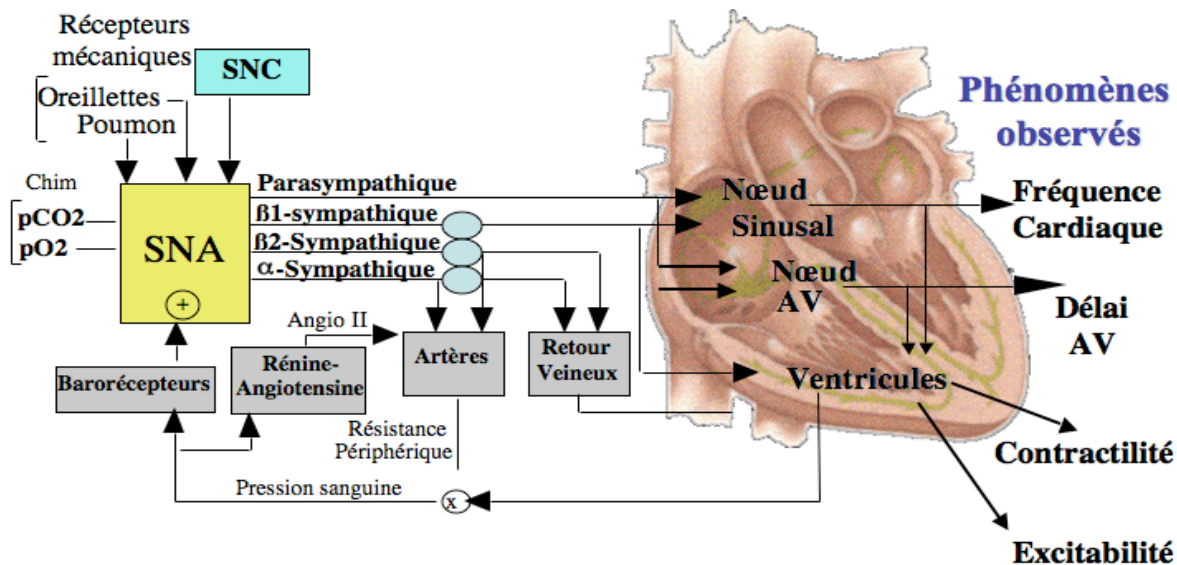 Récepteurs
mécaniques
SNC
Oreillettes
Poumon
Phénomènes
observés
Chim
pCO2
pO2
SNA
+
Parasympathique
ß1-sympathique
ß2-Sympathique
α-Sympathique
Nœud
Sinusal
Nœud
AV
Fréquence
Cardiaque
Délai
AV
Angio II
Barorécepteurs
Rénine-
Angiotensine
Artères
Retour
Veineux
Ventricules
Résistance
Périphérique
Pression sanguine
x
Contractilité
Excitabilité